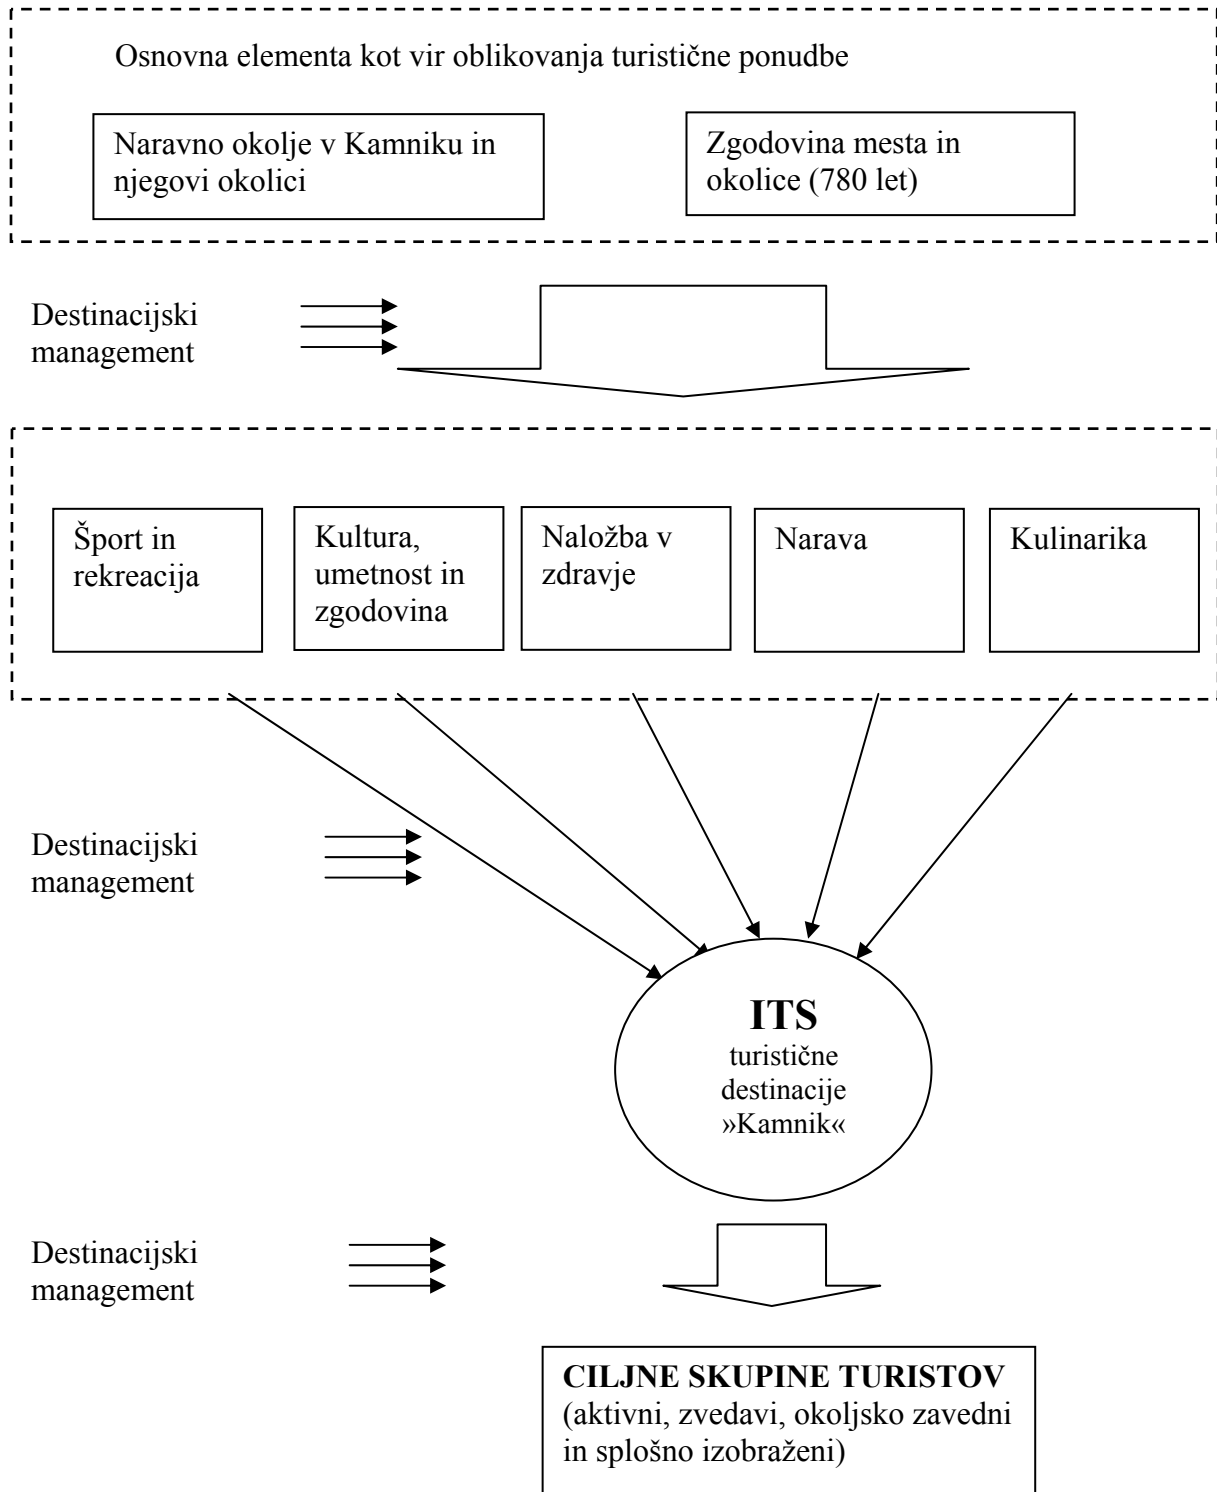 Osnovna elementa kot vir oblikovanja turistične ponudbe
Naravno okolje v Kamniku in
njegovi okolici
Zgodovina mesta in
okolice (780 let)
Destinacijski
management
Šport in
rekreacija
Kultura,
umetnost in
zgodovina
Naložba v
zdravje
Narava
Kulinarika
Destinacijski
management
ITS
turistične
destinacije
»Kamnik«
Destinacijski
management
CILJNE SKUPINE TURISTOV
(aktivni, zvedavi, okoljsko zavedni
in splošno izobraženi)